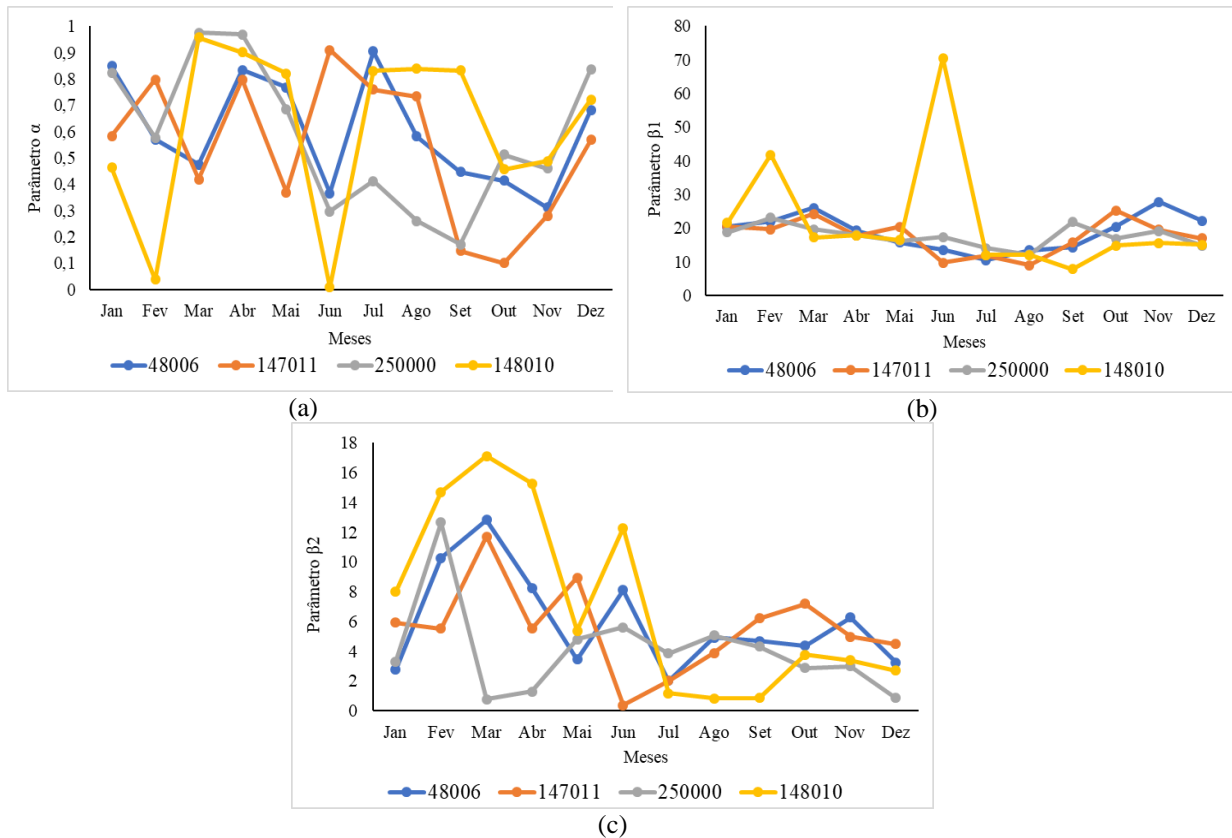 Parâmetro α
1
0,9
0,8
0,7
0,6
0,5
0,4
0,3
0,2
0,1
0
Jan Fev Mar Abr Mai Jun Jul Ago Set Out Nov Dez
Meses
48006 147011 250000 148010
(a)
Parâmetro β1
80
70
60
50
40
30
20
10
0
Jan Fev Mar Abr Mai Jun Jul Ago Set Out Nov Dez
Meses
48006 147011 250000 148010
(b)
Parâmetro β2
18
16
14
12
10
8
6
4
2
0
Jan Fev Mar Abr Mai Jun Jul Ago Set Out Nov Dez
Meses
48006 147011 250000 148010
(c)